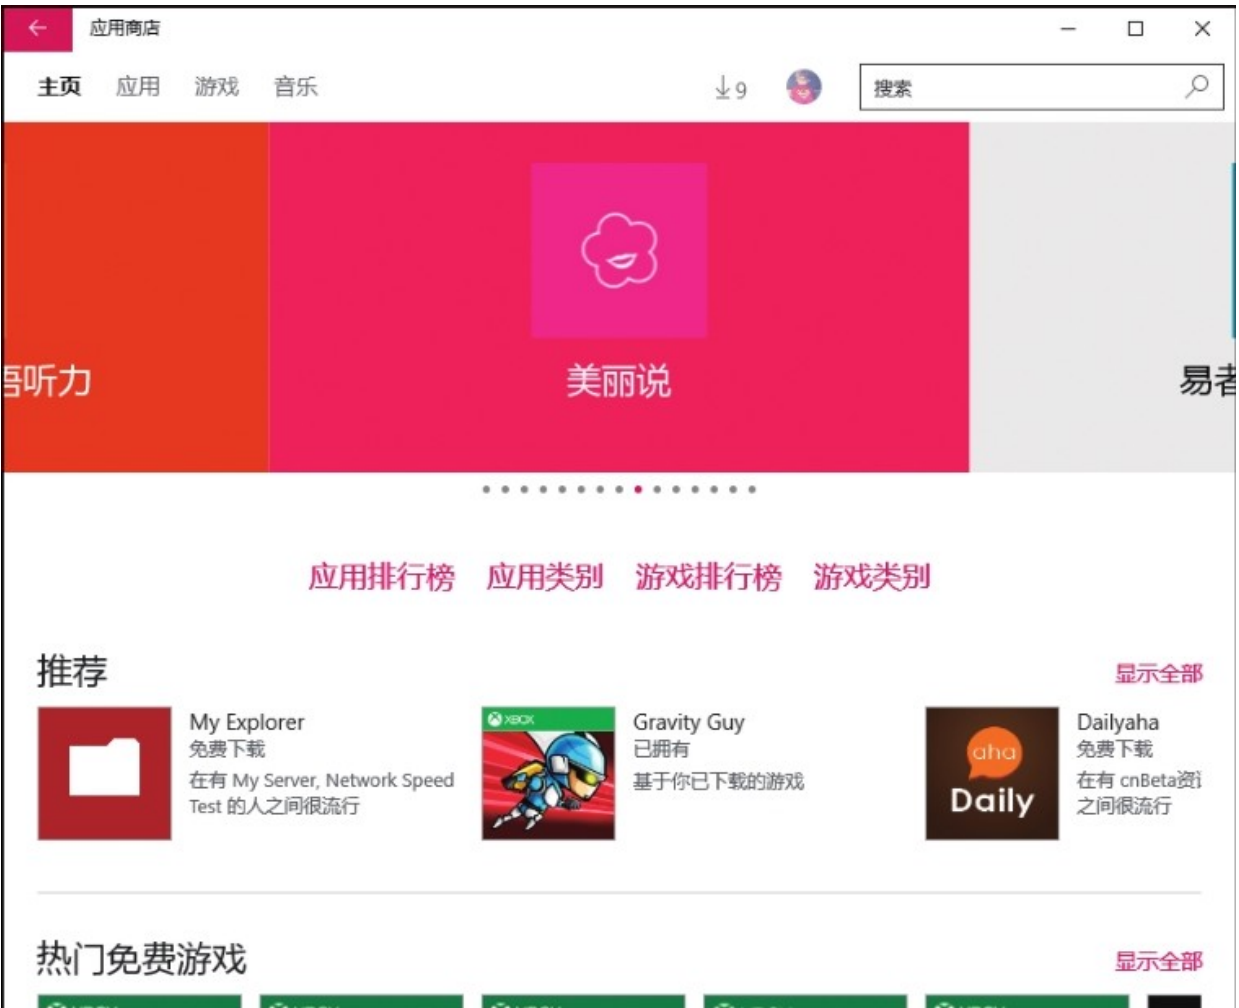 应用商店
主页 应用 游戏 音乐
9
搜索
语听力
美丽说
易者
应用排行榜 应用类别 游戏排行榜 游戏类别
推荐
显示全部
My Explorer
免费下载
在有 My Server, Network Speed
Test 的人之间很流行
XBOX
Gravity Guy
已拥有
基于你已下载的游戏
aha
Daily
Dailyaha
免费下载
在有 cnBeta资
之间很流行
热门免费游戏
显示全部